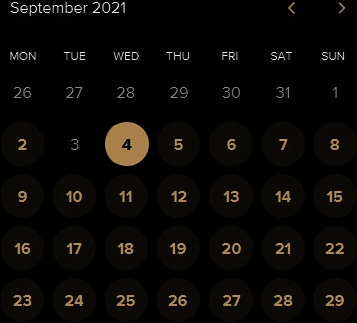 September 2021
MON TUE WED THU FRI SAT SUN
26 27 28 29 30 31 1
2 3 4 5 6 7 8
9 10 11 12 13 14 15
16 17 18 19 20 21 22
23 24 25 26 27 28 29